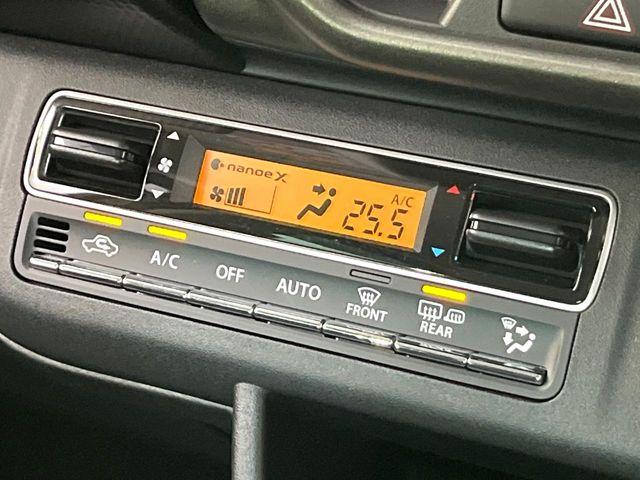 nanoe X
A/C
25.5
A/C
OFF
AUTO
FRONT
REAR